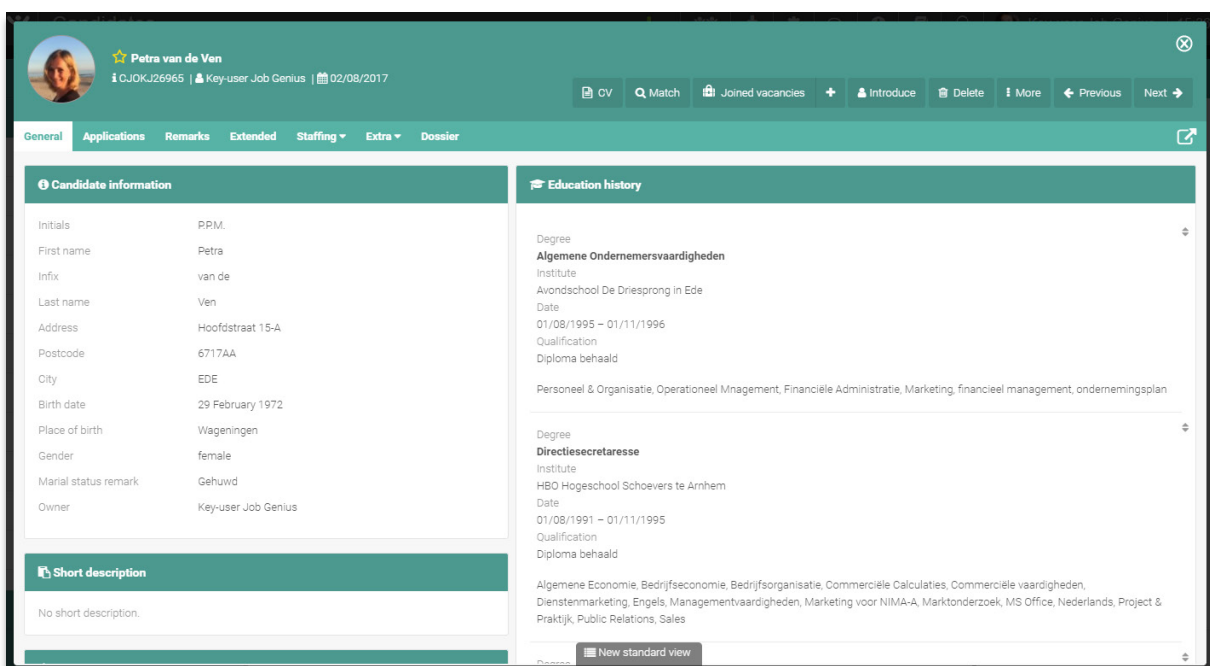 Candidates
Petra van de Ven
CJOKJ26965 | Key-user Job Genius | 02/08/2017
CV Match Joined vacancies + Introduce Delete More Previous Next
General Applications Remarks Extended Staffing Extra Dossier
Candidate information
Initials P.P.M.
First name Petra
Infix van de
Last name Ven
Address Hoofdstraat 15-A
Postcode 6717AA
City EDE
Birth date 29 February 1972
Place of birth Wageningen
Gender female
Marial status remark Gehuwd
Owner Key-user Job Genius
Short description
No short description.
Education history
Degree
Algemene Ondernemersvaardigheden
Institute
Avondschool De Driesprong in Ede
Date
01/08/1995 – 01/11/1996
Qualification
Diploma behaald
Personeel & Organisatie, Operationeel Mnagement, Financiële Administratie, Marketing, financieel management, ondernemingsplan
Degree
Directiesecretaresse
Institute
HBO Hogeschool Schoevers te Arnhem
Date
01/08/1991 – 01/11/1995
Qualification
Diploma behaald
Algemene Economie, Bedrijfseconomie, Bedrijfsorganisatie, Commerciële Calculaties, Commerciële vaardigheden,
Dienstenmarketing, Engels, Managementvaardigheden, Marketing voor NIMA-A, Marktonderzoek, MS Office, Nederlands, Project &
Praktijk, Public Relations, Sales
Degree
New standard view